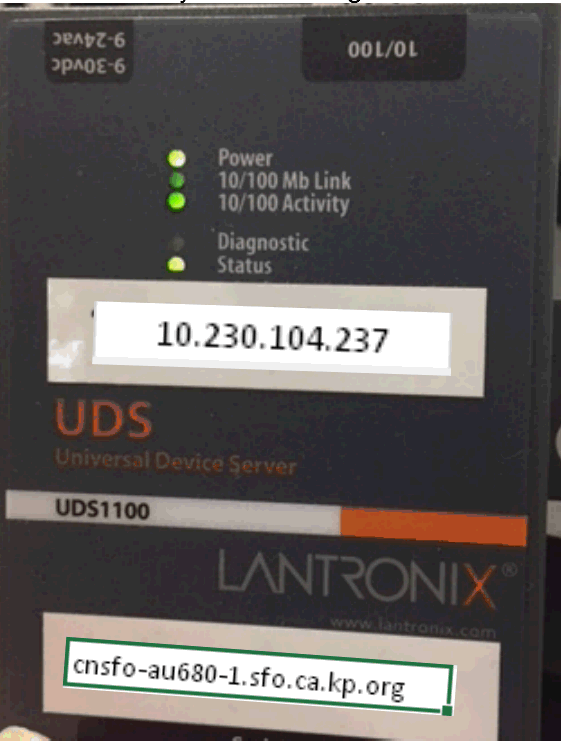 9-24vac
9-30vdc
10/100
Power
10/100 Mb Link
10/100 Activity
Diagnostic
Status
10.230.104.237
UDS
Universal Device Server
UDS1100
LANTRONIX®
www.lantronix.com
cnsfo-au680-1.sfo.ca.kp.org